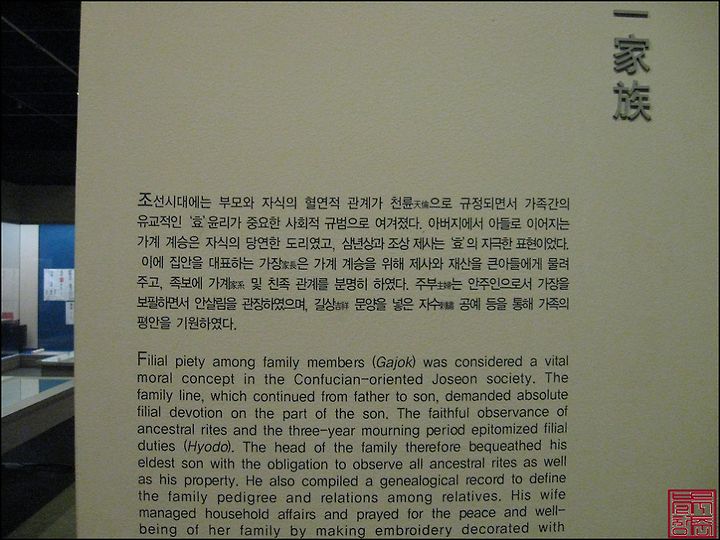 一家族
조선시대에는 부모와 자식의 혈연적 관계가 천륜天倫으로 규정되면서 가족간의
유교적인 '효' 윤리가 중요한 사회적 규범으로 여겨졌다. 아버지에서 아들로 이어지는
가계 계승은 자식의 당연한 도리였고, 삼년상과 조상 제사는 '효'의 지극한 표현이었다.
이에 집안을 대표하는 가장家長은 가계 계승을 위해 제사와 재산을 큰아들에게 물려
주고, 족보에 가계家系 및 친족 관계를 분명히 하였다. 주부主婦는 안주인으로서 가장을
보필하면서 안살림을 관장하였으며, 길상吉祥 문양을 넣은 자수刺繡 공예 등을 통해 가족의
평안을 기원하였다.
Filial piety among family members (Gajok) was considered a vital
moral concept in the Confucian-oriented Joseon society. The
family line, which continued from father to son, demanded absolute
filial devotion on the part of the son. The faithful observance of
ancestral rites and the three-year mourning period epitomized filial
duties (Hyodo). The head of the family therefore bequeathed his
eldest son with the obligation to observe all ancestral rites as well
as his property. He also compiled a genealogical record to define
the family pedigree and relations among relatives. His wife
managed household affairs and prayed for the peace and well-
being of her family by making embroidery decorated with